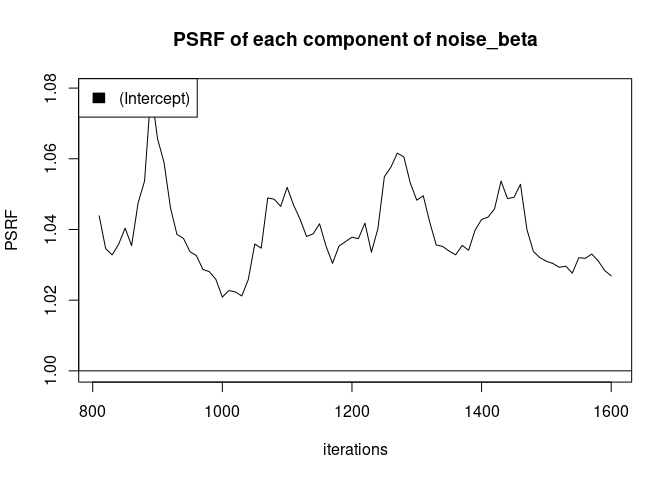 PSRF of each component of noise_beta
(Intercept)
PSRF
1.08
1.06
1.04
1.02
1.00
800 1000 1200 1400 1600
iterations